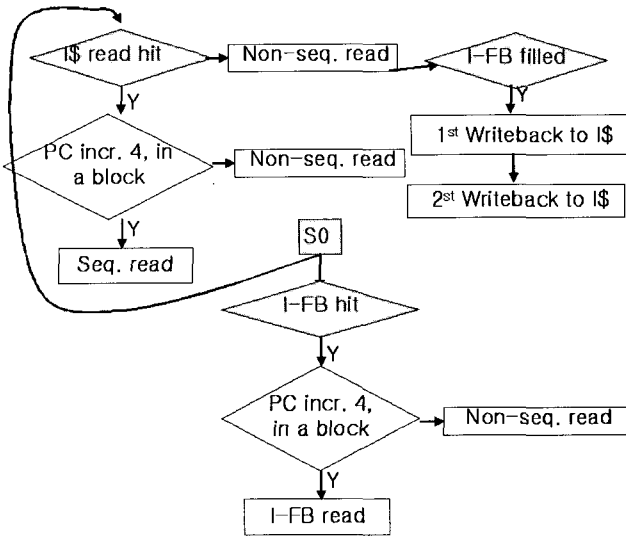 I$ read hit
Non-seq. read
I-FB filled
Y
Y
1st Writeback to I$
PC incr. 4, in
a block
Non-seq. read
2st Writeback to I$
Y
Seq. read
S0
I-FB hit
Y
PC incr. 4,
in a block
Non-seq. read
Y
I-FB read